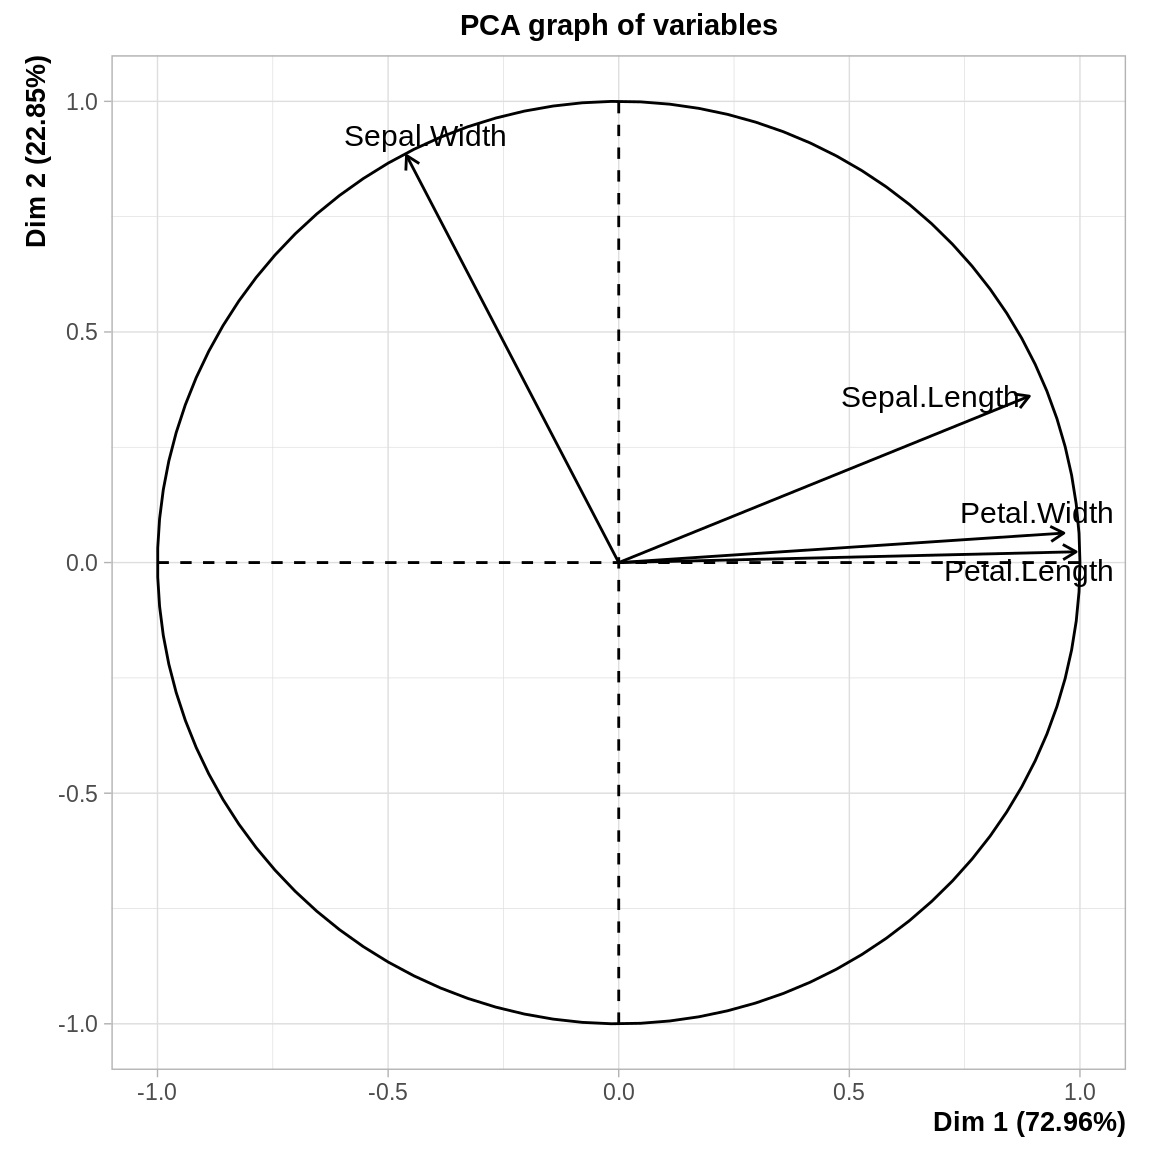 PCA graph of variables
Dim 2 (22.85%)
1.0
0.5
0.0
-0.5
-1.0
Sepal.Width
Sepal.Length
Petal.Width
Petal.Length
-1.0
-0.5
0.0
0.5
1.0
Dim 1 (72.96%)